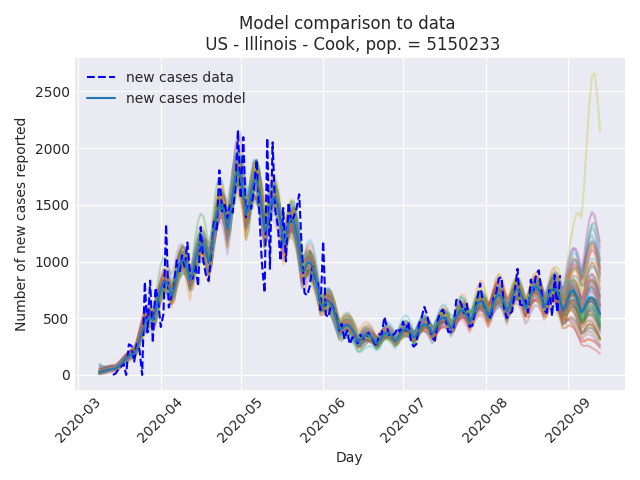 Model comparison to data
US - Illinois - Cook, pop. = 5150233
new cases data
new cases model
Number of new cases reported
2500
2000
1500
1000
500
0
2020-03
2020-04
2020-05
2020-06
2020-07
2020-08
2020-09
Day